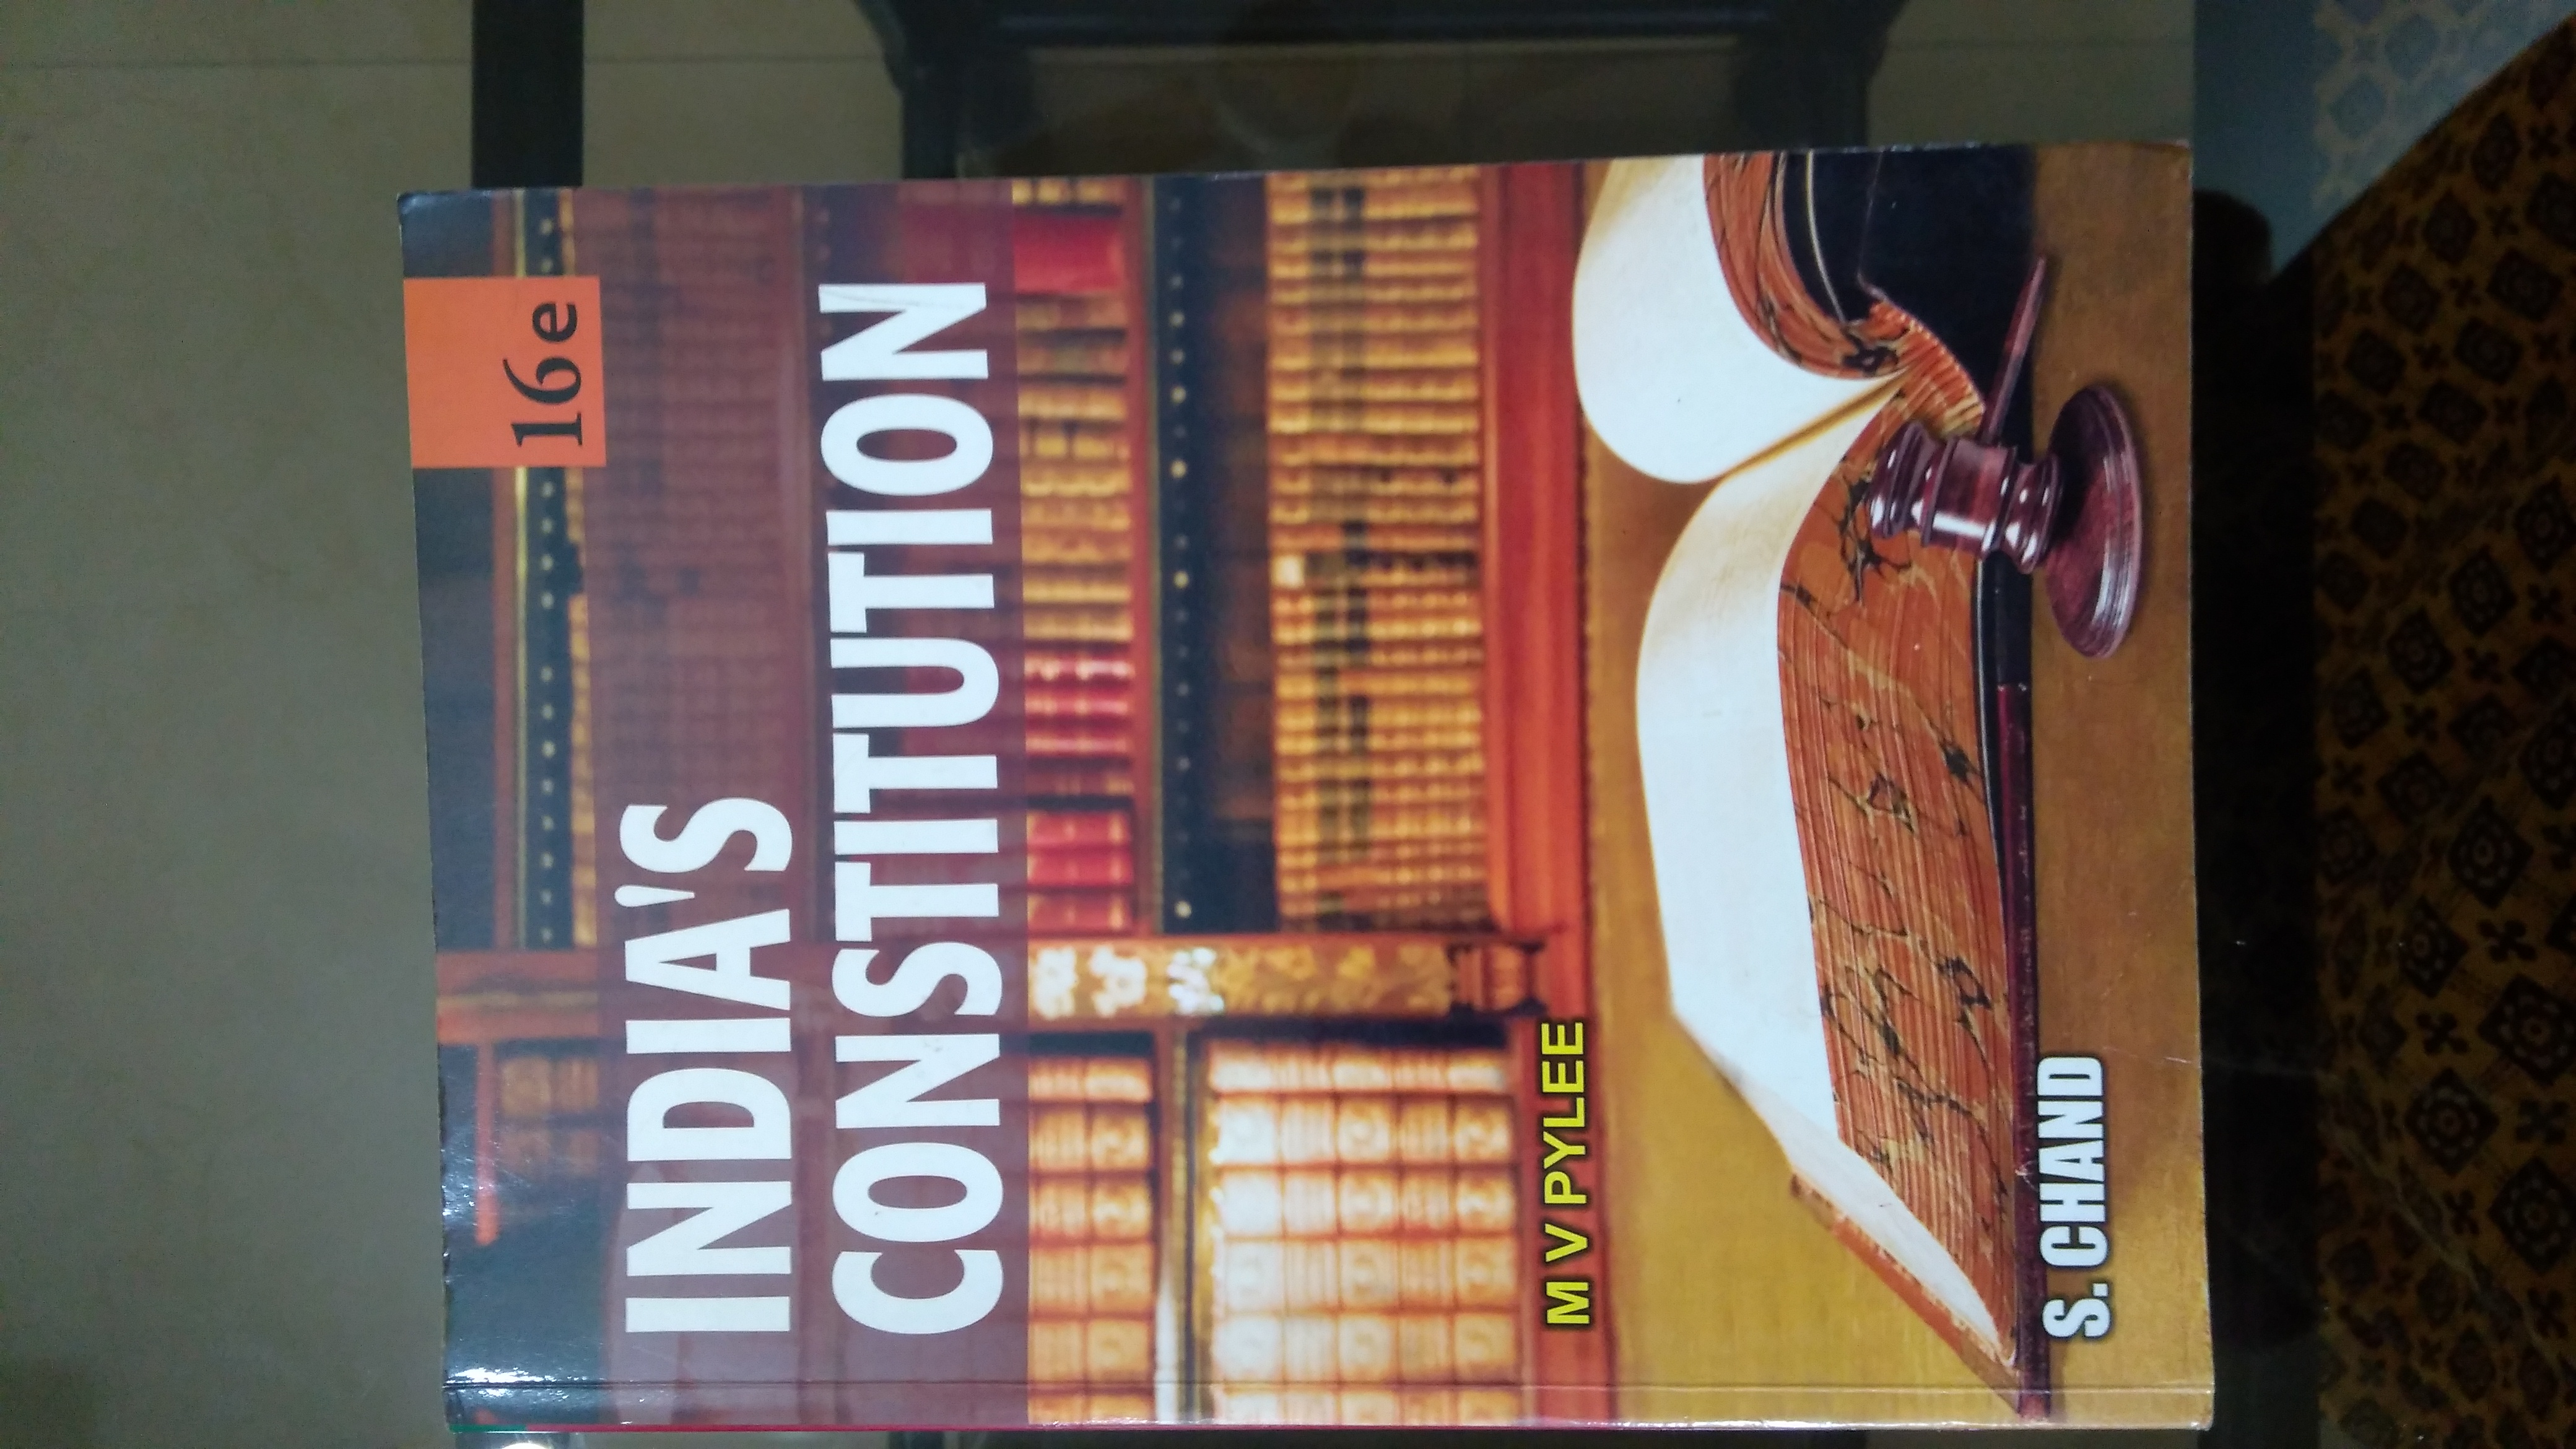 16e
INDIA'S
CONSTITUTION
M V PYLEE
S. CHAND